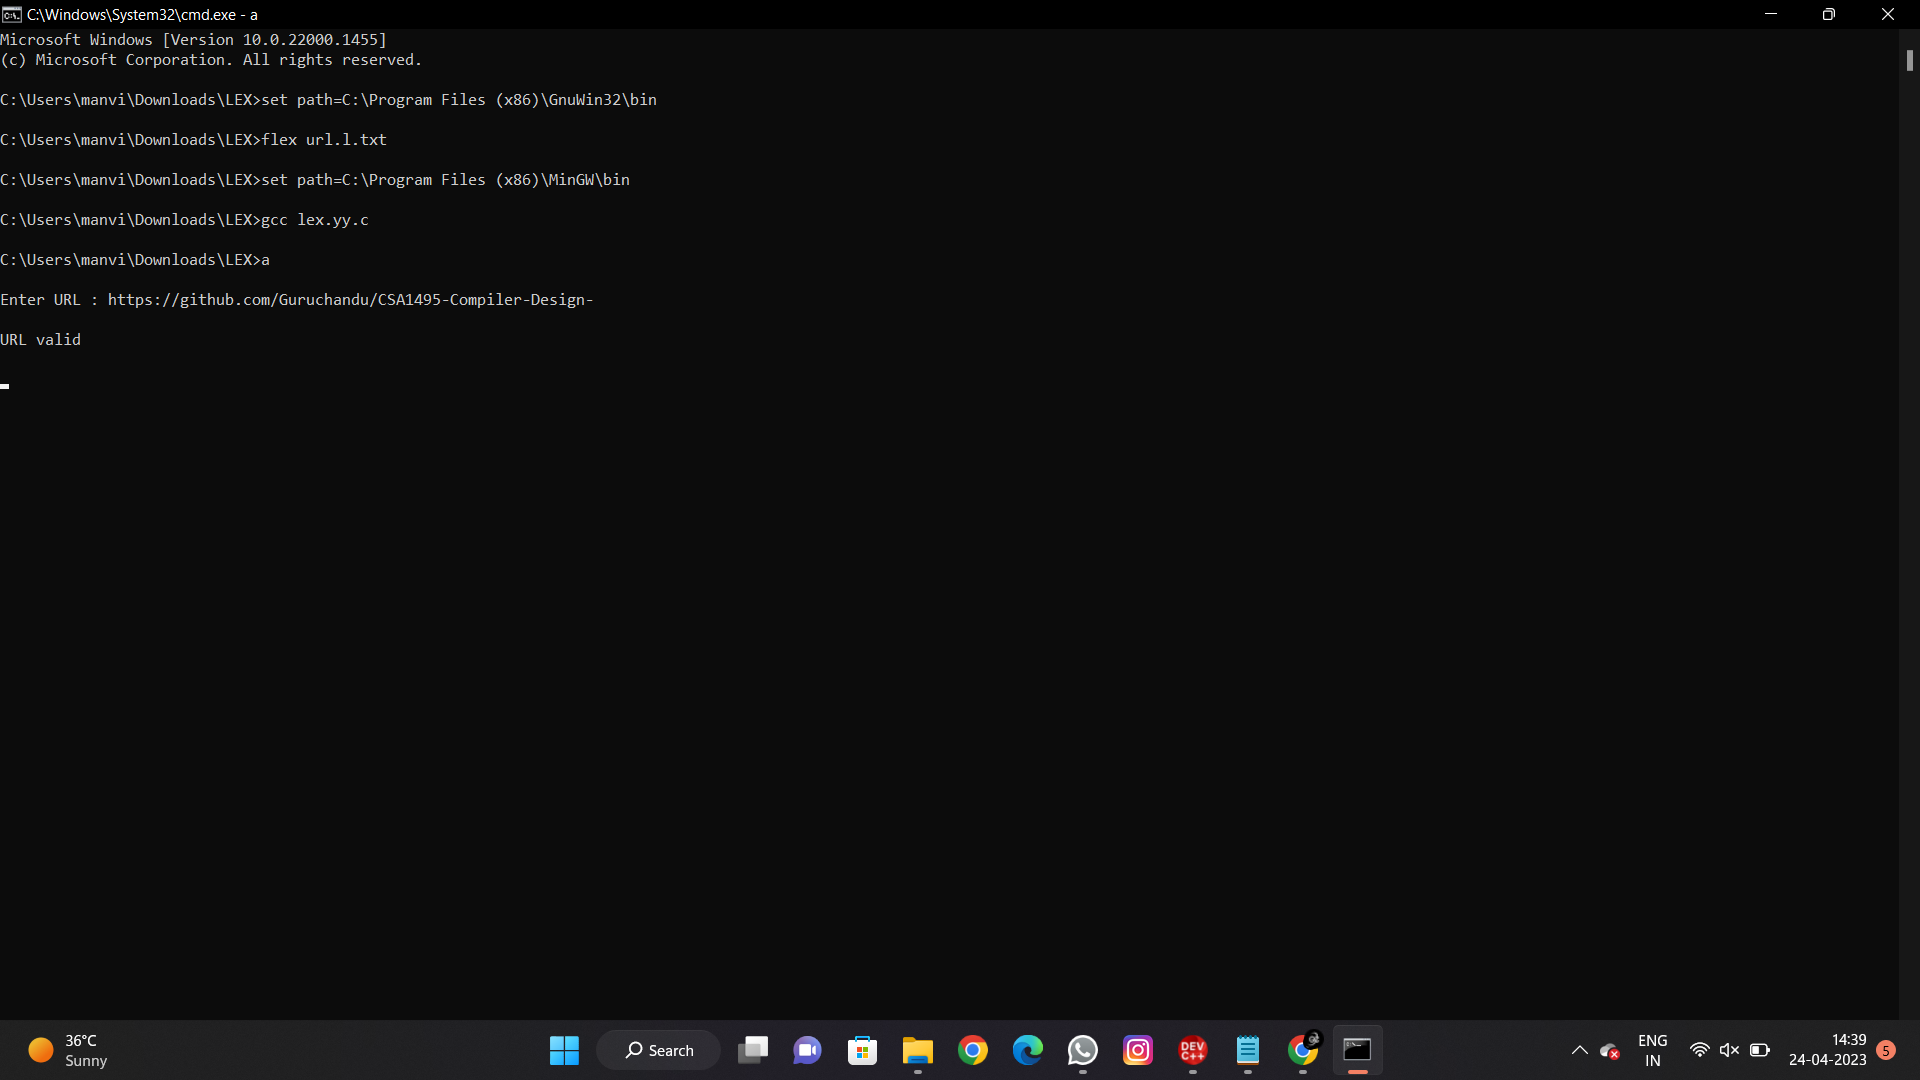 C:\Windows\System32\cmd.exe - a
Microsoft Windows [Version 10.0.22000.1455]
(c) Microsoft Corporation. All rights reserved.
C:\Users\manvi\Downloads\LEX>set path=C:\Program Files (x86)\GnuWin32\bin
C:\Users\manvi\Downloads\LEX>flex url.l.txt
C:\Users\manvi\Downloads\LEX>set path=C:\Program Files (x86)\MinGW\bin
C:\Users\manvi\Downloads\LEX>gcc lex.yy.c
C:\Users\manvi\Downloads\LEX>a
Enter URL : https://github.com/Guruchandu/CSA1495-Compiler-Design-
URL valid
36°C
Sunny
Search
DEV
C++
ENG
IN
14:39
24-04-2023
5